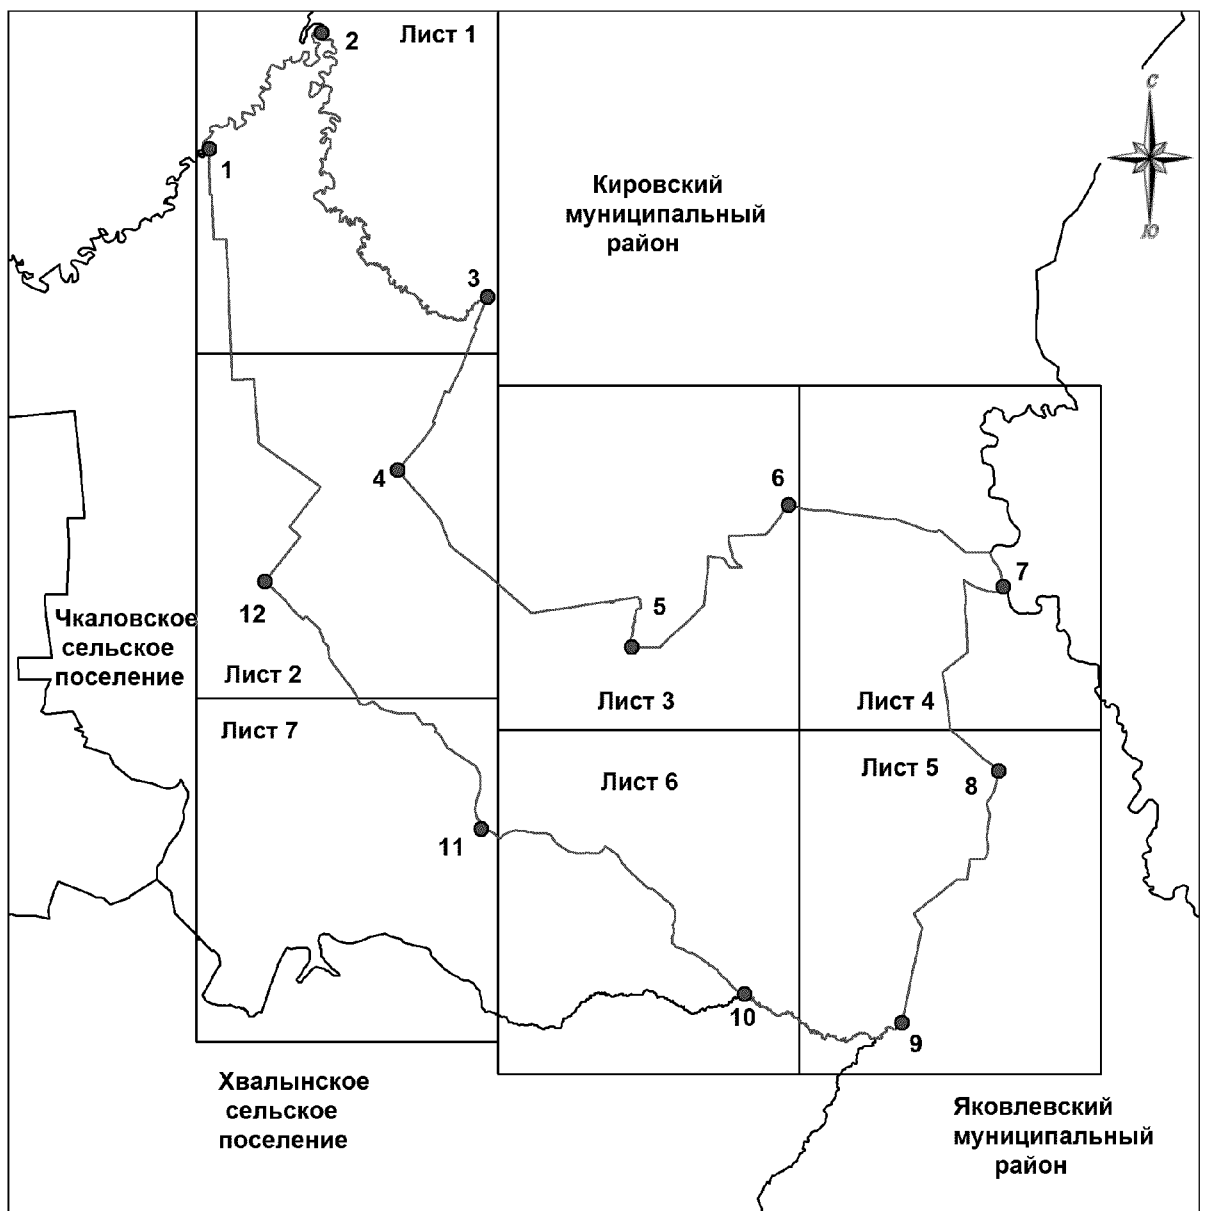 2
Лист 1
С
1
Кировский
муниципальный
район
Ю
3
4
6
7
5
12
Чкаловское
сельское
поселение
Лист 2
Лист 3
Лист 4
Лист 7
Лист 6
Лист 5
8
11
10
9
Хвалынское
сельское
поселение
Яковлевский
муниципальный
район